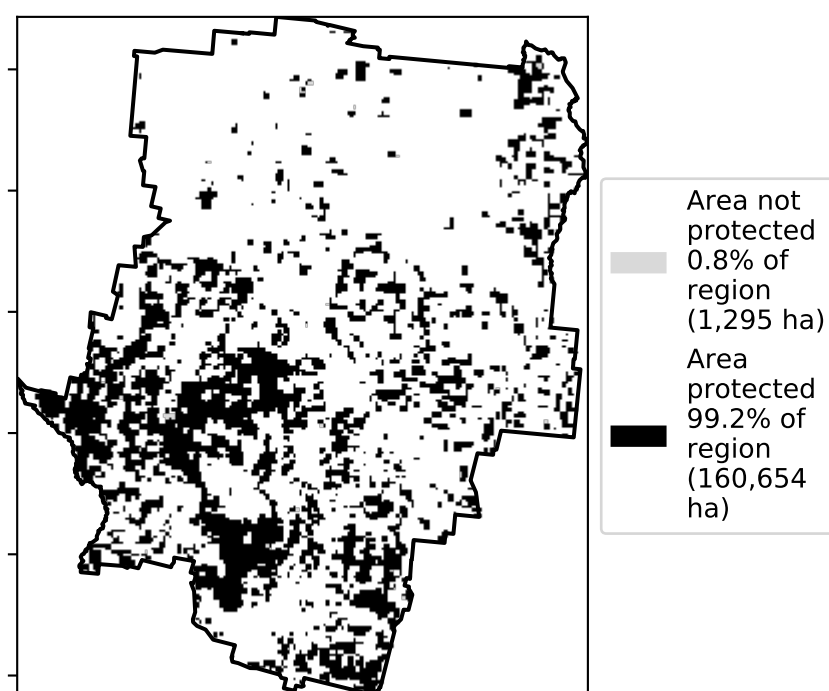 Area not
protected
0.8% of
region
(1,295 ha)
Area
protected
99.2% of
region
(160,654
ha)